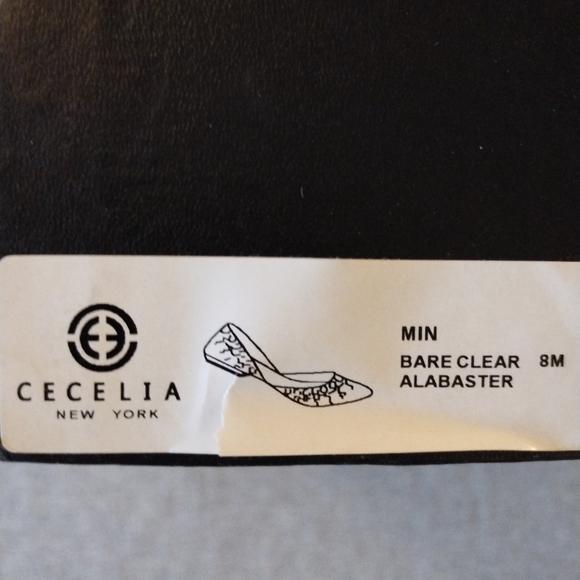 CECELIA
NEW YORK
MIN
BARE CLEAR 8M
ALABASTER